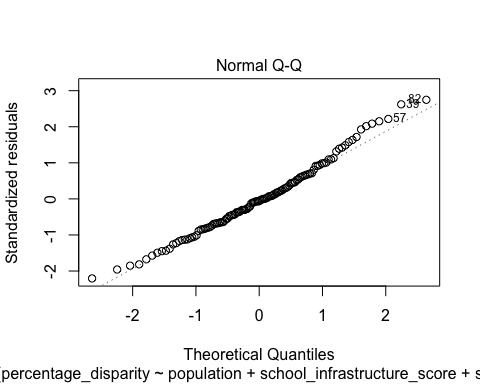 Normal Q-Q
Standardized residuals
3
2
1
0
-1
-2
82
39
57
-2 -1 0 1 2
Theoretical Quantiles
(percentage_disparity ~ population + school_infrastructure_score + s